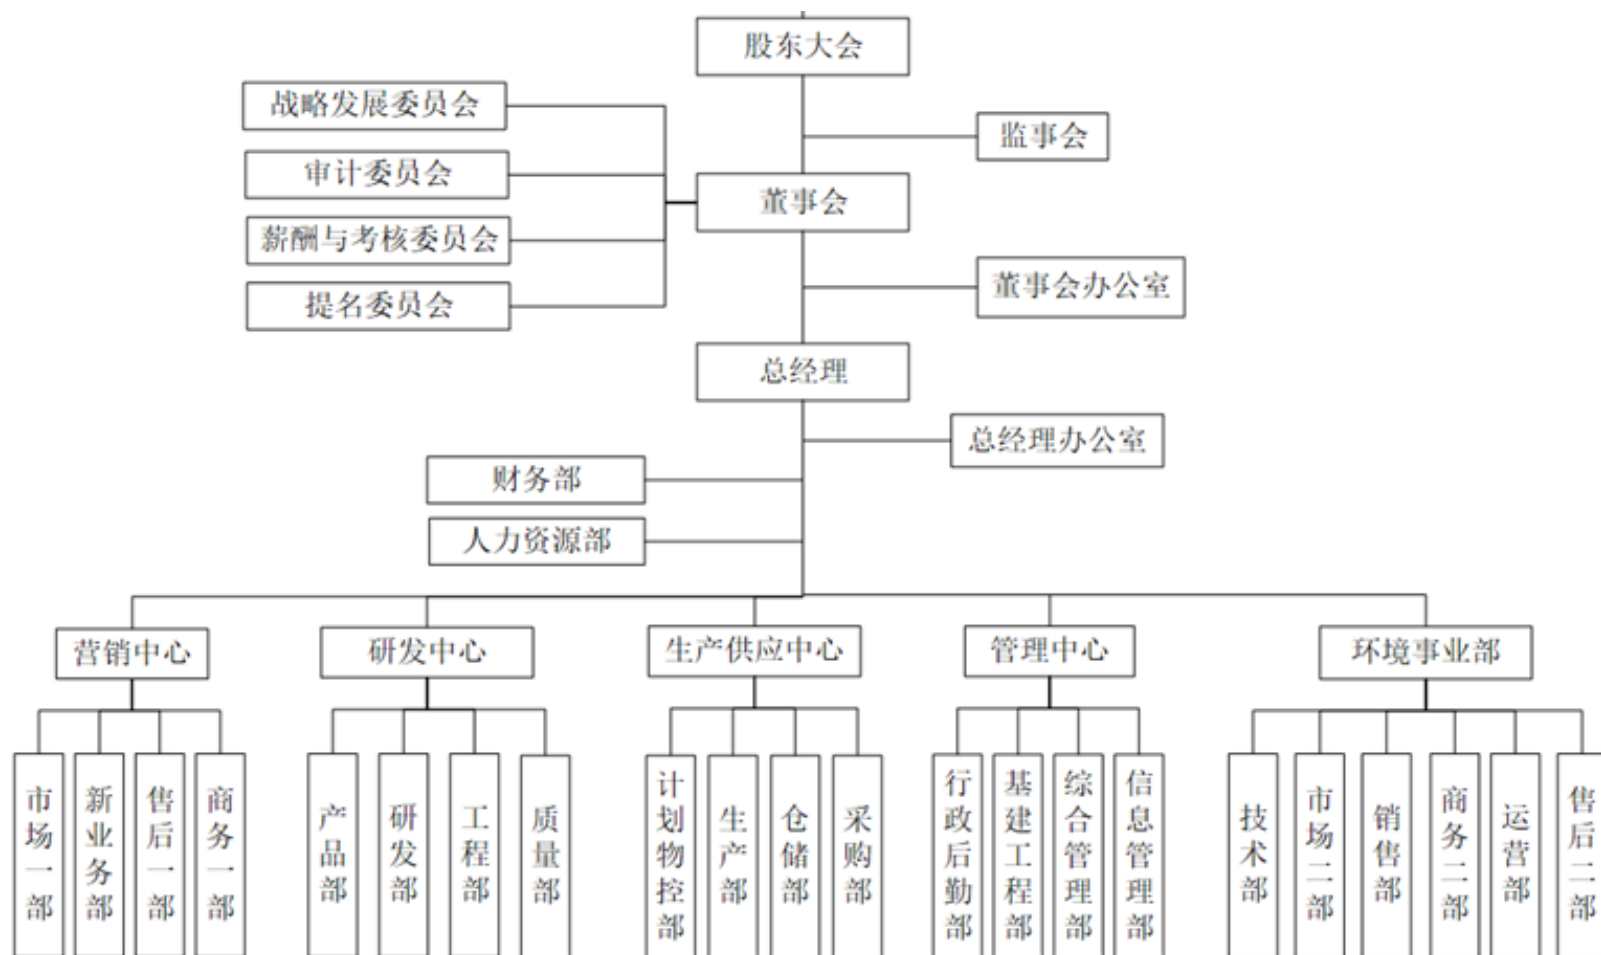 股东大会
战略发展委员会
监事会
审计委员会
董事会
薪酬与考核委员会
董事会办公室
提名委员会
总经理
总经理办公室
财务部
人力资源部
营销中心
研发中心
生产供应中心
管理中心
环境事业部
市场一部
新业务部
售后一部
商务一部
产品部
研发部
工程部
质量部
计划物控部
生产部
仓储部
采购部
行政后勤部
基建工程部
综合管理部
信息管理部
技术部
市场二部
销售部
商务二部
运营部
售后二部